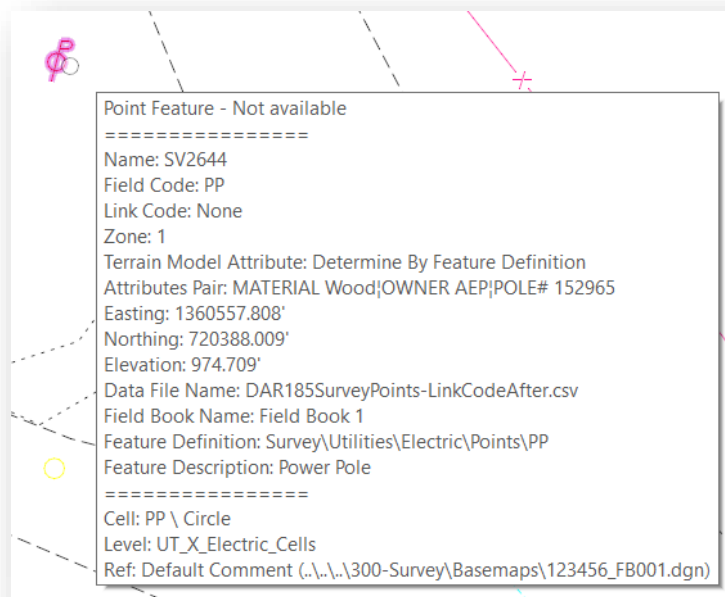 P
Point Feature - Not available
================
Name: SV2644
Field Code: PP
Link Code: None
Zone: 1
Terrain Model Attribute: Determine By Feature Definition
Attributes Pair: MATERIAL Wood¦OWNER AEP¦POLE# 152965
Easting: 1360557.808'
Northing: 720388.009'
Elevation: 974.709'
Data File Name: DAR185SurveyPoints-LinkCodeAfter.csv
Field Book Name: Field Book 1
Feature Definition: Survey\Utilities\Electric\Points\PP
Feature Description: Power Pole
================
Cell: PP \ Circle
Level: UT_X_Electric_Cells
Ref: Default Comment (..\..\..\300-Survey\Basemaps\123456_FB001.dgn)